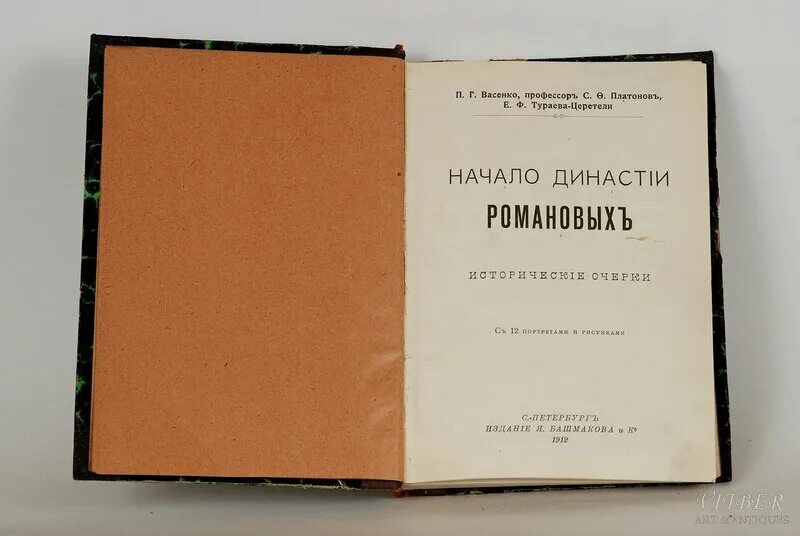 П. Г. Васенко, профессоръ С. Ѳ. Платоновъ,
Е. Ф. Тураева-Церетели
НАЧАЛО ДИНАСТІИ
РОМАНОВЫХЪ
ИСТОРИЧЕСКІЕ ОЧЕРКИ
Съ 12 портретами и рисунками
С.-ПЕТЕРБУРГЪ
ИЗДАНІЕ Я. БАШМАКОВА и Кº
1912
VITBER
ART & ANTIQUES